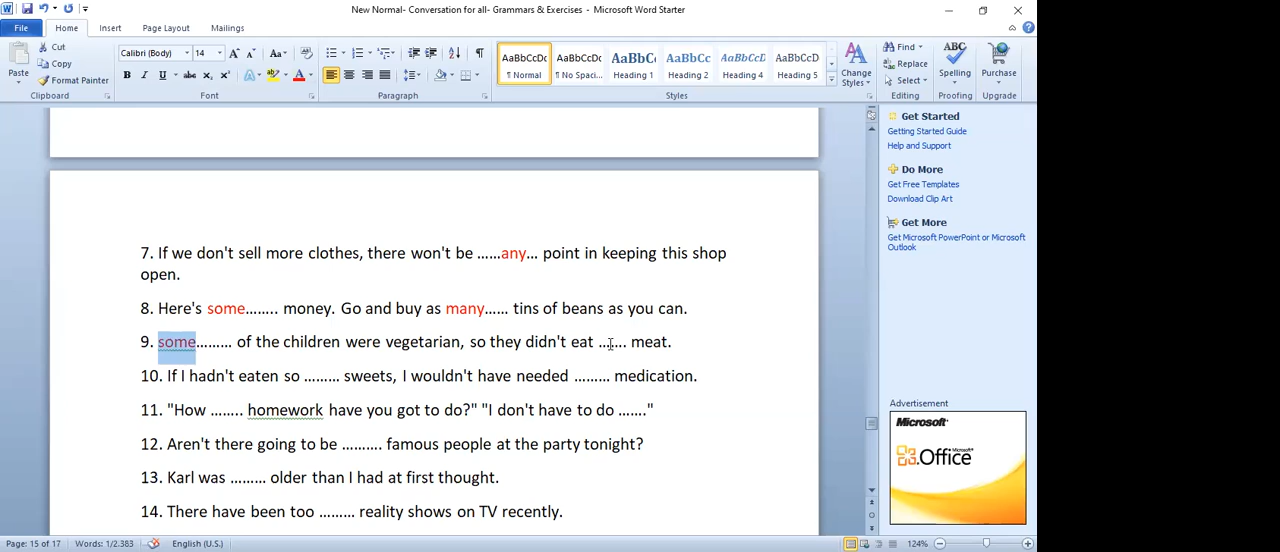 New Normal- Conversation for all- Grammars & Exercises - Microsoft Word Starter
File Home Insert Page Layout Mailings
Paste
Cut
Copy
Format Painter
Clipboard
Calibri (Body) 14
Font
Paragraph
AaBbCcDc AaBbCcDc AaBbCc AaBbCc AaBbCcD AaBbCcD
¶ Normal ¶ No Spaci... Heading 1 Heading 2 Heading 4 Heading 5
Styles
Change Styles
Find
Replace
Select
Editing
Spelling
Proofing
Purchase
Upgrade
7. If we don't sell more clothes, there won't be ……any… point in keeping this shop
open.
8. Here's some…….. money. Go and buy as many…… tins of beans as you can.
9. some……… of the children were vegetarian, so they didn't eat ……. meat.
10. If I hadn't eaten so ……… sweets, I wouldn't have needed ……… medication.
11. "How …….. homework have you got to do?" "I don't have to do ……."
12. Aren't there going to be ………. famous people at the party tonight?
13. Karl was ……… older than I had at first thought.
14. There have been too ……… reality shows on TV recently.
Get Started
Getting Started Guide
Help and Support
Do More
Get Free Templates
Download Clip Art
Get More
Get Microsoft PowerPoint or Microsoft
Outlook
Advertisement
Microsoft
Microsoft
Office
Page: 15 of 17 Words: 1/2.383 English (U.S.) 124%